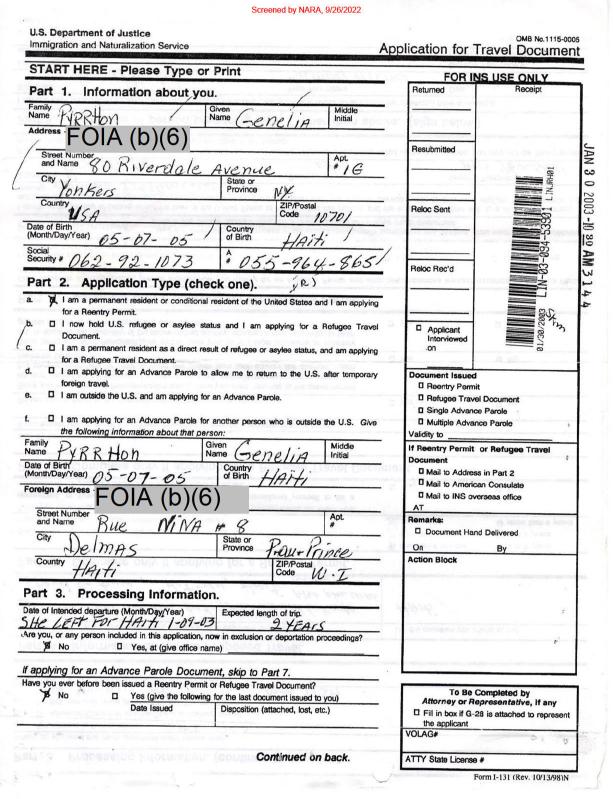 Screened by NARA, 9/26/2022
U.S. Department of Justice
Immigration and Naturalization Service
OMB No.1115-0005
Application for Travel Document
START HERE - Please Type or Print
Part 1. Information about you.
Family Name PYRRHON Given Name GENELIA Middle Initial
Address - FOIA (b)(6)
Street Number and Name 80 Riverdale Avenue Apt. # 1G
City Yonkers State or Province NY
Country USA ZIP/Postal Code 10701
Date of Birth (Month/Day/Year) 05-07-05 Country of Birth Haiti
Social Security # 062-92-1073 A # 055-964-865
Part 2. Application Type (check one).
a. I am a permanent resident or conditional resident of the United States and I am applying for a Reentry Permit.
b. I now hold U.S. refugee or asylee status and I am applying for a Refugee Travel Document.
c. I am a permanent resident as a direct result of refugee or asylee status, and am applying for a Refugee Travel Document.
d. I am applying for an Advance Parole to allow me to return to the U.S. after temporary foreign travel.
e. I am outside the U.S. and am applying for an Advance Parole.
f. I am applying for an Advance Parole for another person who is outside the U.S. Give the following information about that person:
Family Name PYRRHON Given Name GENELIA Middle Initial
Date of Birth (Month/Day/Year) 05-07-05 Country of Birth HAITI
Foreign Address - FOIA (b)(6)
Street Number and Name Rue NINA # 8 Apt. #
City Delmas State or Province
Country HAITI ZIP/Postal Code W.I
Part 3. Processing Information.
Date of Intended departure (Month/Day/Year) Expected length of trip.
SHE LEFT FOR HAITI 1-09-03 2 YEARS
Are you, or any person included in this application, now in exclusion or deportation proceedings?
No Yes, at (give office name)
If applying for an Advance Parole Document, skip to Part 7.
Have you ever before been issued a Reentry Permit or Refugee Travel Document?
No Yes (give the following for the last document issued to you)
Date Issued Disposition (attached, lost, etc.)
Continued on back.
FOR INS USE ONLY
Returned Receipt
Resubmitted
Reloc Sent
Reloc Rec'd
Applicant Interviewed on
LIN-03-094-53901 LINJRH01
01/30/2003
JAN 30 2003
Document Issued
Reentry Permit
Refugee Travel Document
Single Advance Parole
Multiple Advance Parole
Validity to
If Reentry Permit or Refugee Travel Document
Mail to Address in Part 2
Mail to American Consulate
Mail to INS overseas office
AT
Remarks:
Document Hand Delivered
On By
Action Block
To Be Completed by
Attorney or Representative, if any
Fill in box if G-28 is attached to represent the applicant
VOLAG#
ATTY State License #
Form I-131 (Rev. 10/13/98)N